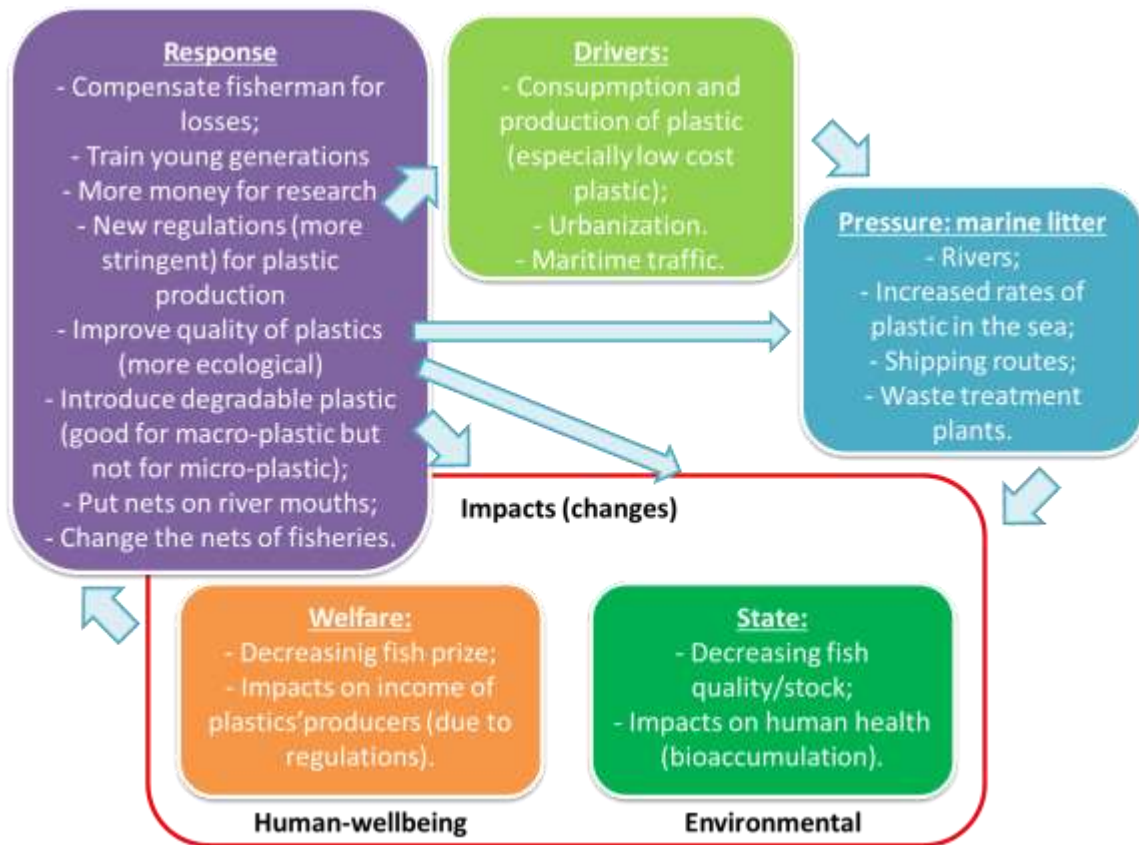 Response
- Compensate fisherman for
losses;
- Train young generations
- More money for research
- New regulations (more
stringent) for plastic
production
- Improve quality of plastics
(more ecological)
- Introduce degradable plastic
(good for macro-plastic but
not for micro-plastic);
- Put nets on river mouths;
- Change the nets of fisheries.
Drivers:
- Consupmption and
production of plastic
(especially low cost
plastic);
- Urbanization.
- Maritime traffic.
Pressure: marine litter
- Rivers;
- Increased rates of
plastic in the sea;
- Shipping routes;
- Waste treatment
plants.
Impacts (changes)
Welfare:
- Decreasinig fish prize;
- Impacts on income of
plastics'producers (due to
regulations).
State:
- Decreasing fish
quality/stock;
- Impacts on human health
(bioaccumulation).
Human-wellbeing
Environmental